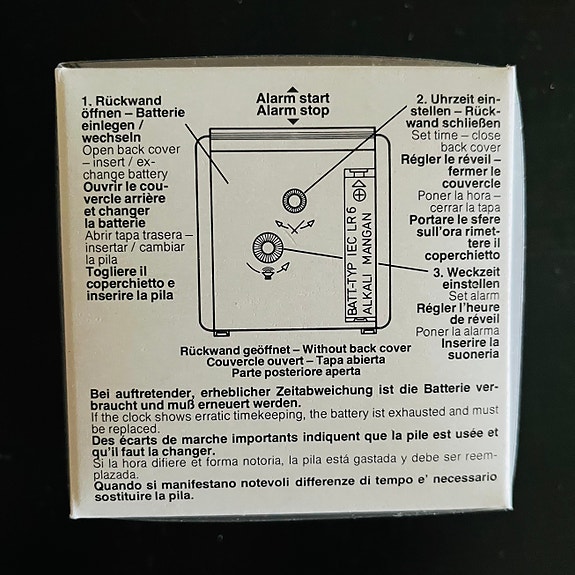 1. Rückwand
öffnen – Batterie
einlegen /
wechseln
Open back cover
– insert / ex-
change battery
Ouvrir le cou-
vercle arrière
et changer
la batterie
Abrir tapa trasera –
insertar / cambiar
la pila
Togliere il
coperchietto e
inserire la pila
Alarm start
Alarm stop
2. Uhrzeit ein-
stellen – Rück-
wand schließen
Set time – close
back cover
Régler le réveil –
fermer le
couvercle
Poner la hora –
cerrar la tapa
Portare le sfere
sull'ora rimet-
tere il
coperchietto
3. Weckzeit
einstellen
Set alarm
Régler l'heure
de réveil
Poner la alarma
Inserire la
suoneria
BATT-TYP IEC LR6
ALKALI MANGAN
Rückwand geöffnet – Without back cover
Couvercle ouvert – Tapa abierta
Parte posteriore aperta
Bei auftretender, erheblicher Zeitabweichung ist die Batterie ver-
braucht und muß erneuert werden.
If the clock shows erratic timekeeping, the battery ist exhausted and must
be replaced.
Des écarts de marche importants indiquent que la pile est usée et
qu'il faut la changer.
Si la hora difiere et forma notoria, la pila está gastada y debe ser reem-
plazada.
Quando si manifestano notevoli differenze di tempo e' necessario
sostituire la pila.